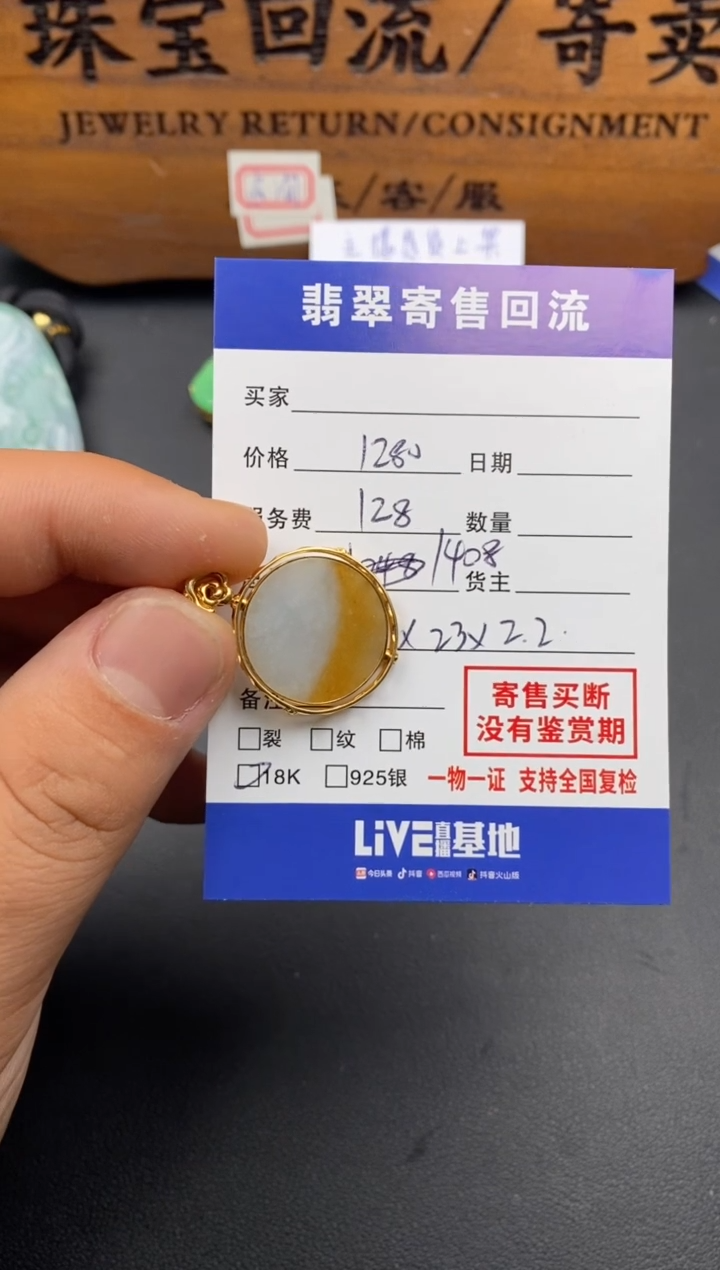 珠宝回流/寄卖
JEWELRY RETURN/CONSIGNMENT
/客/服
翡翠寄售回流
买家
价格 1280 日期
服务费 128 数量
1408 货主
x 23x 2.2.
备注
寄售买断
没有鉴赏期
□裂 □纹 □棉
□18K □925银 一物一证 支持全国复检
LiVE直播基地
今日头条 抖音 西瓜视频 抖音火山版